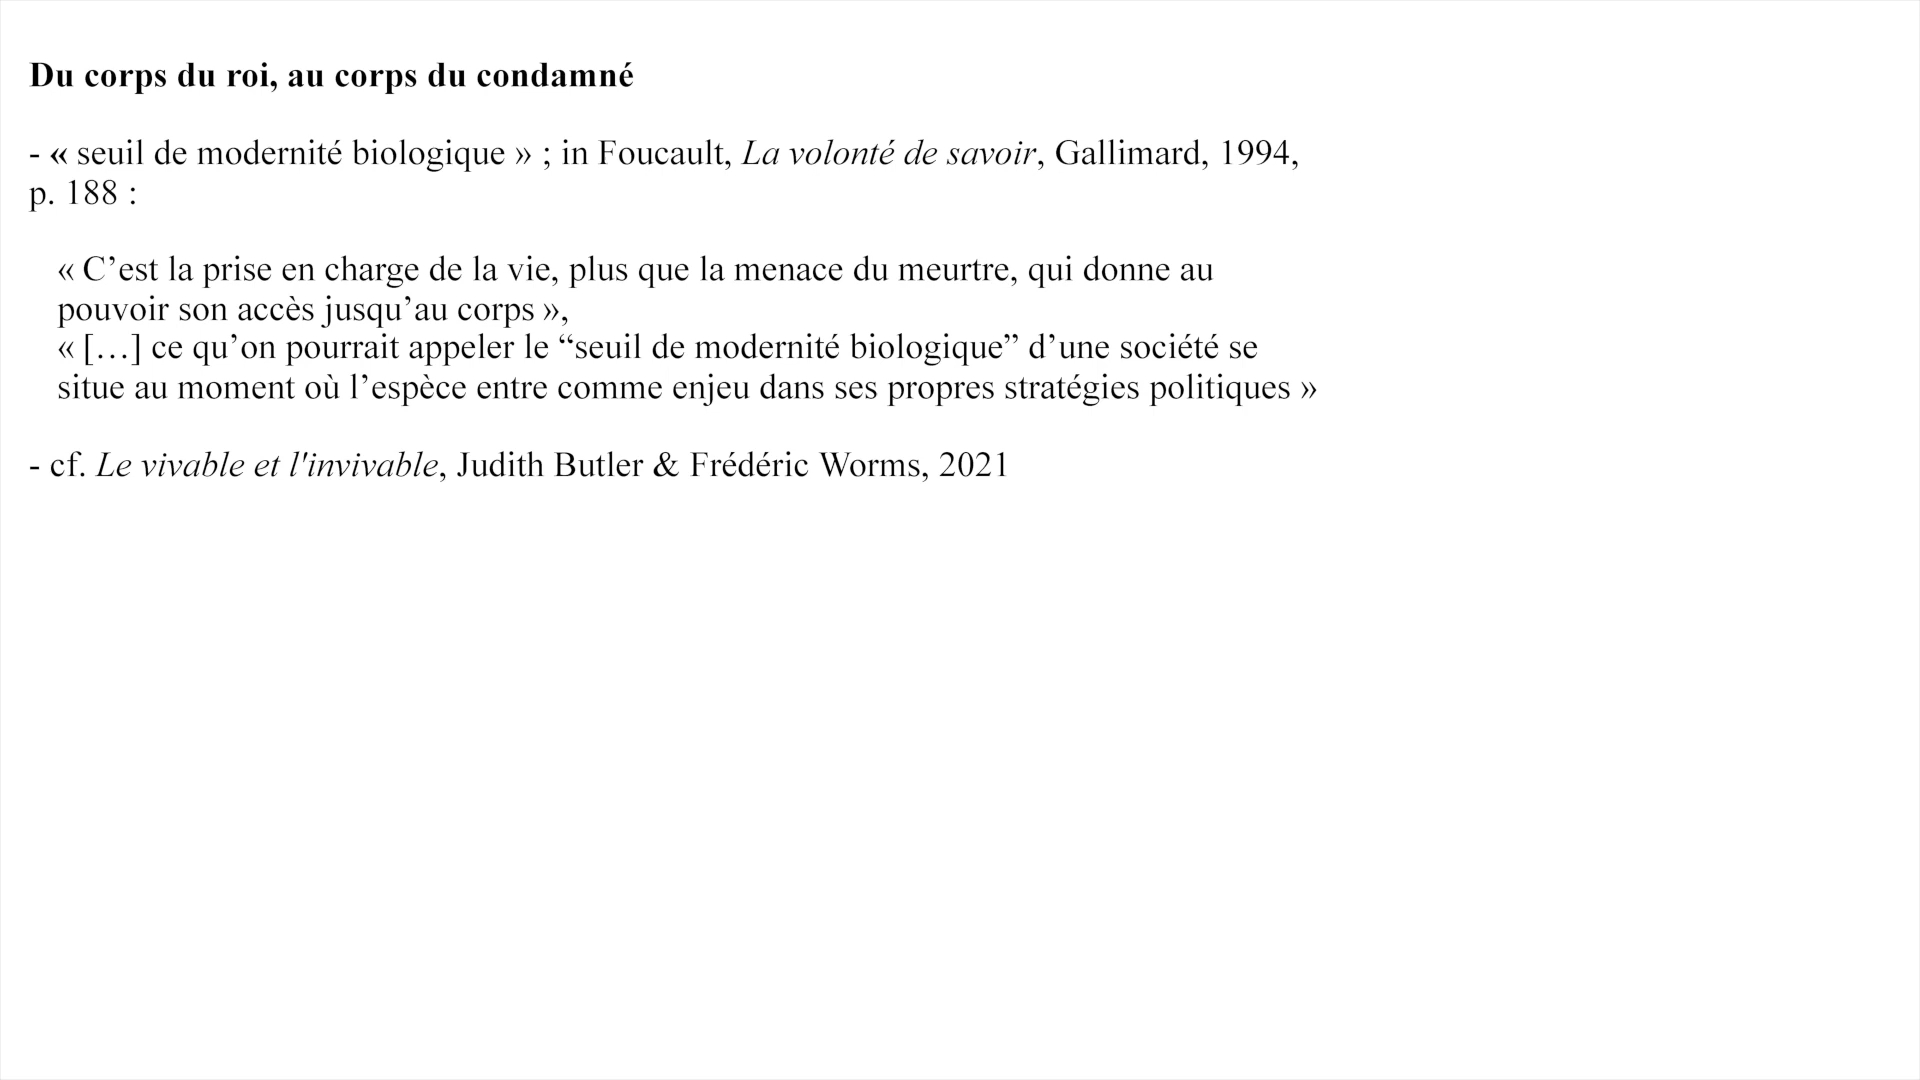 Du corps du roi, au corps du condamné
- « seuil de modernité biologique » ; in Foucault, La volonté de savoir, Gallimard, 1994,
p. 188 :
« C’est la prise en charge de la vie, plus que la menace du meurtre, qui donne au
pouvoir son accès jusqu’au corps »,
« […] ce qu’on pourrait appeler le “seuil de modernité biologique” d’une société se
situe au moment où l’espèce entre comme enjeu dans ses propres stratégies politiques »
- cf. Le vivable et l'invivable, Judith Butler & Frédéric Worms, 2021